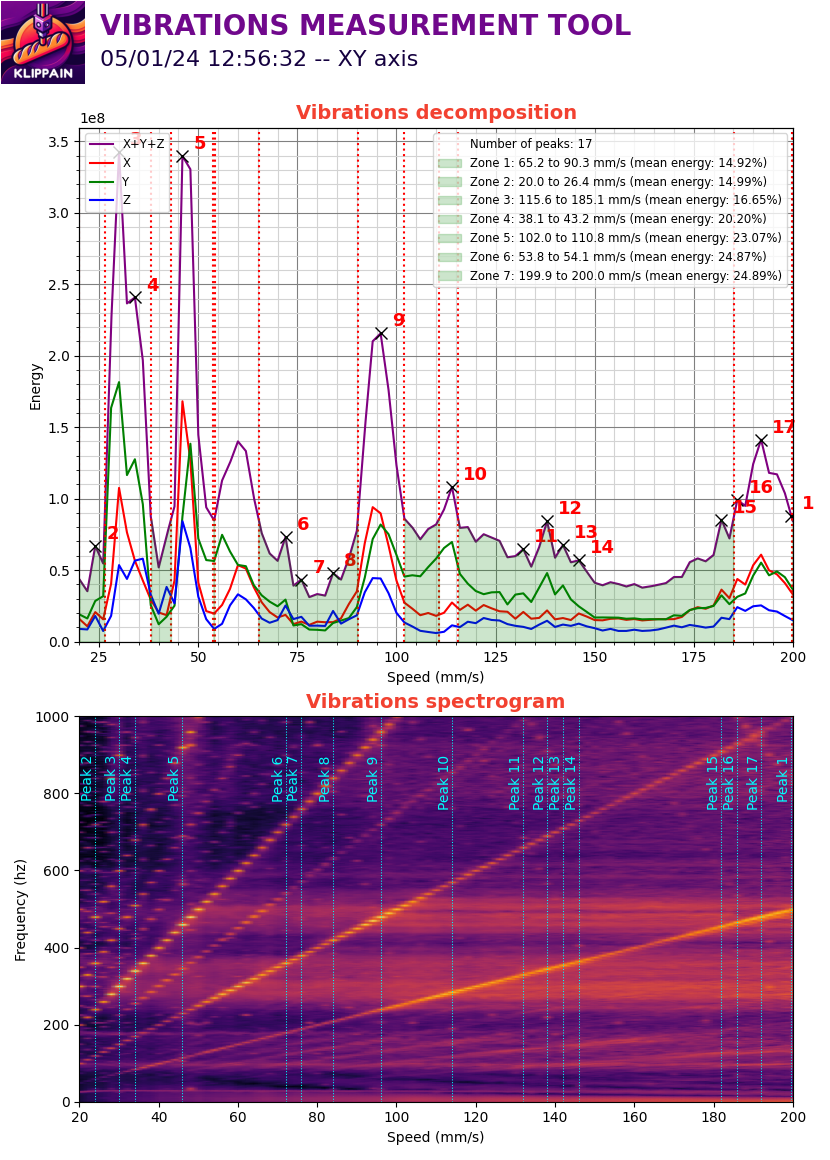 KLIPPAIN
VIBRATIONS MEASUREMENT TOOL
05/01/24 12:56:32 -- XY axis
Vibrations decomposition
1e8
3.5
3.0
2.5
2.0
1.5
1.0
0.5
0.0
Energy
X+Y+Z
X
Y
Z
Number of peaks: 17
Zone 1: 65.2 to 90.3 mm/s (mean energy: 14.92%)
Zone 2: 20.0 to 26.4 mm/s (mean energy: 14.99%)
Zone 3: 115.6 to 185.1 mm/s (mean energy: 16.65%)
Zone 4: 38.1 to 43.2 mm/s (mean energy: 20.20%)
Zone 5: 102.0 to 110.8 mm/s (mean energy: 23.07%)
Zone 6: 53.8 to 54.1 mm/s (mean energy: 24.87%)
Zone 7: 199.9 to 200.0 mm/s (mean energy: 24.89%)
2
3
4
5
6
7
8
9
10
11
12
13
14
15
16
17
1
25 50 75 100 125 150 175 200
Speed (mm/s)
Vibrations spectrogram
1000
800
600
400
200
0
Frequency (hz)
Peak 2
Peak 3
Peak 4
Peak 5
Peak 6
Peak 7
Peak 8
Peak 9
Peak 10
Peak 11
Peak 12
Peak 13
Peak 14
Peak 15
Peak 16
Peak 17
Peak 1
20 40 60 80 100 120 140 160 180 200
Speed (mm/s)